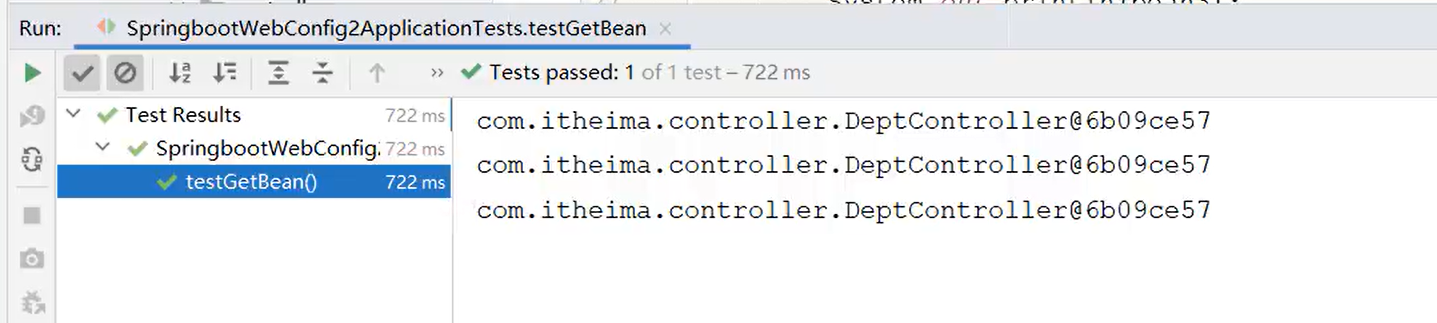 Run: SpringbootWebConfig2ApplicationTests.testGetBean
Tests passed: 1 of 1 test – 722 ms
Test Results 722 ms
SpringbootWebConfig2 722 ms
testGetBean() 722 ms
com.itheima.controller.DeptController@6b09ce57
com.itheima.controller.DeptController@6b09ce57
com.itheima.controller.DeptController@6b09ce57